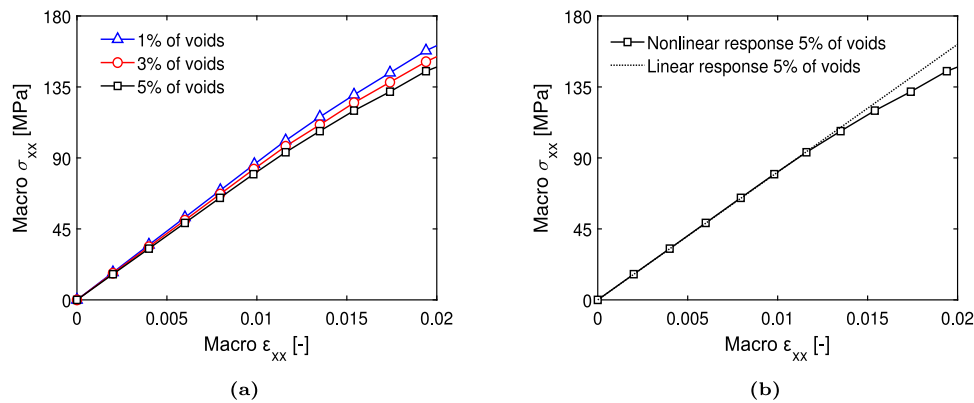 180
135
90
45
0
Macro σxx [MPa]
1% of voids
3% of voids
5% of voids
0 0.005 0.01 0.015 0.02
Macro εxx [-]
(a)
180
135
90
45
0
Macro σxx [MPa]
Nonlinear response 5% of voids
Linear response 5% of voids
0 0.005 0.01 0.015 0.02
Macro εxx [-]
(b)